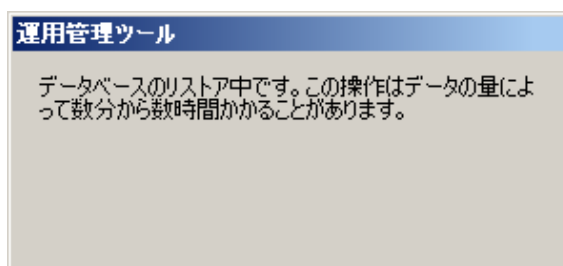 運用管理ツール
データベースのリストア中です。この操作はデータの量によ
って数分から数時間かかることがあります。